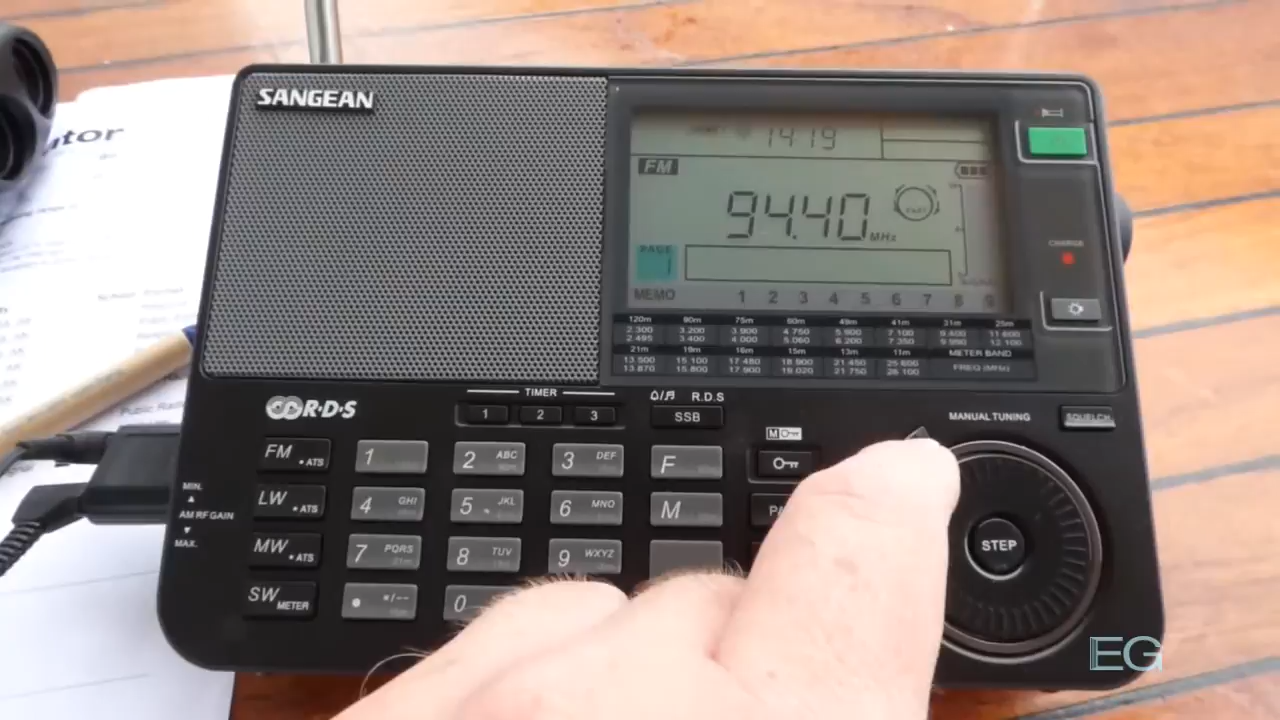 SANGEAN
1419
FM
94.40 MHz
PAGE
1
MEMO 1 2 3 4 5 6 7 8 9
120m 90m 75m 60m 49m 41m 31m 25m
2.300 3.200 3.900 4.750 5.900 7.100 9.400 11.600
2.495 3.400 4.000 5.060 6.200 7.350 9.990 12.100
21m 19m 16m 15m 13m 11m METER BAND
13.500 15.100 17.480 18.900 21.450 25.600 FREQ (MHz)
13.870 15.800 17.900 19.020 21.750 26.100
CHARGE
R·D·S
TIMER
1 2 3
R.D.S
SSB
MANUAL TUNING
SQUELCH
M
FM • ATS
1
2 ABC
3 DEF
F
LW • ATS
4 GHI
5 JKL
6 MNO
M
MW • ATS
7 PQRS
8 TUV
9 WXYZ
SW METER
• */--
0
STEP
MIN.
AM RF GAIN
MAX.
Public Radi
EG